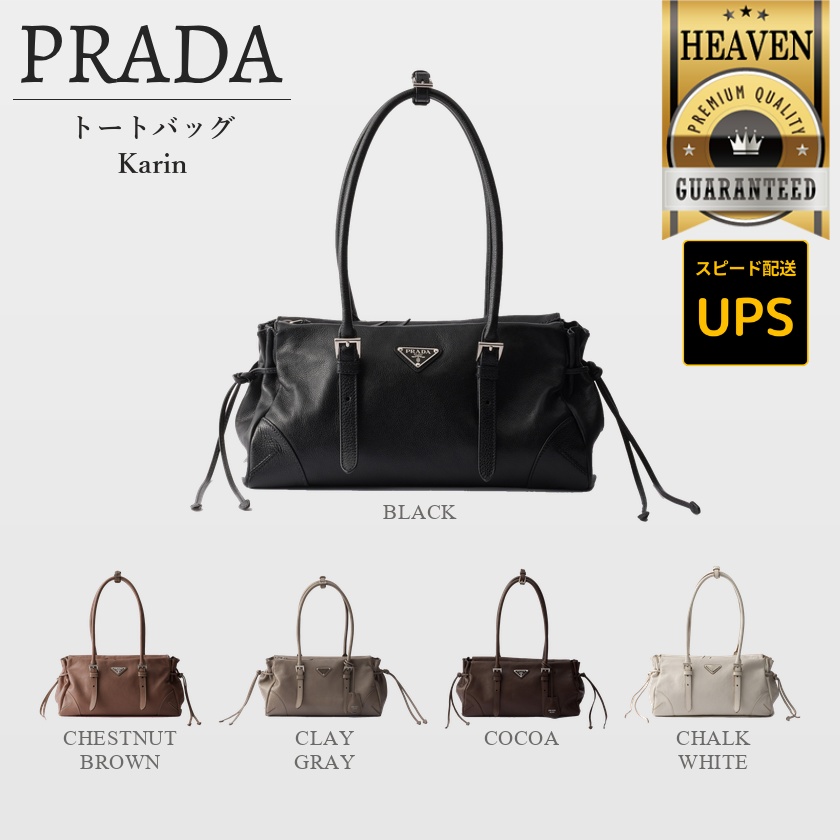 PRADA
トートバッグ
Karin
HEAVEN
PREMIUM QUALITY
GUARANTEED
スピード配送
UPS
PRADA
BLACK
CHESTNUT
BROWN
CLAY
GRAY
COCOA
CHALK
WHITE